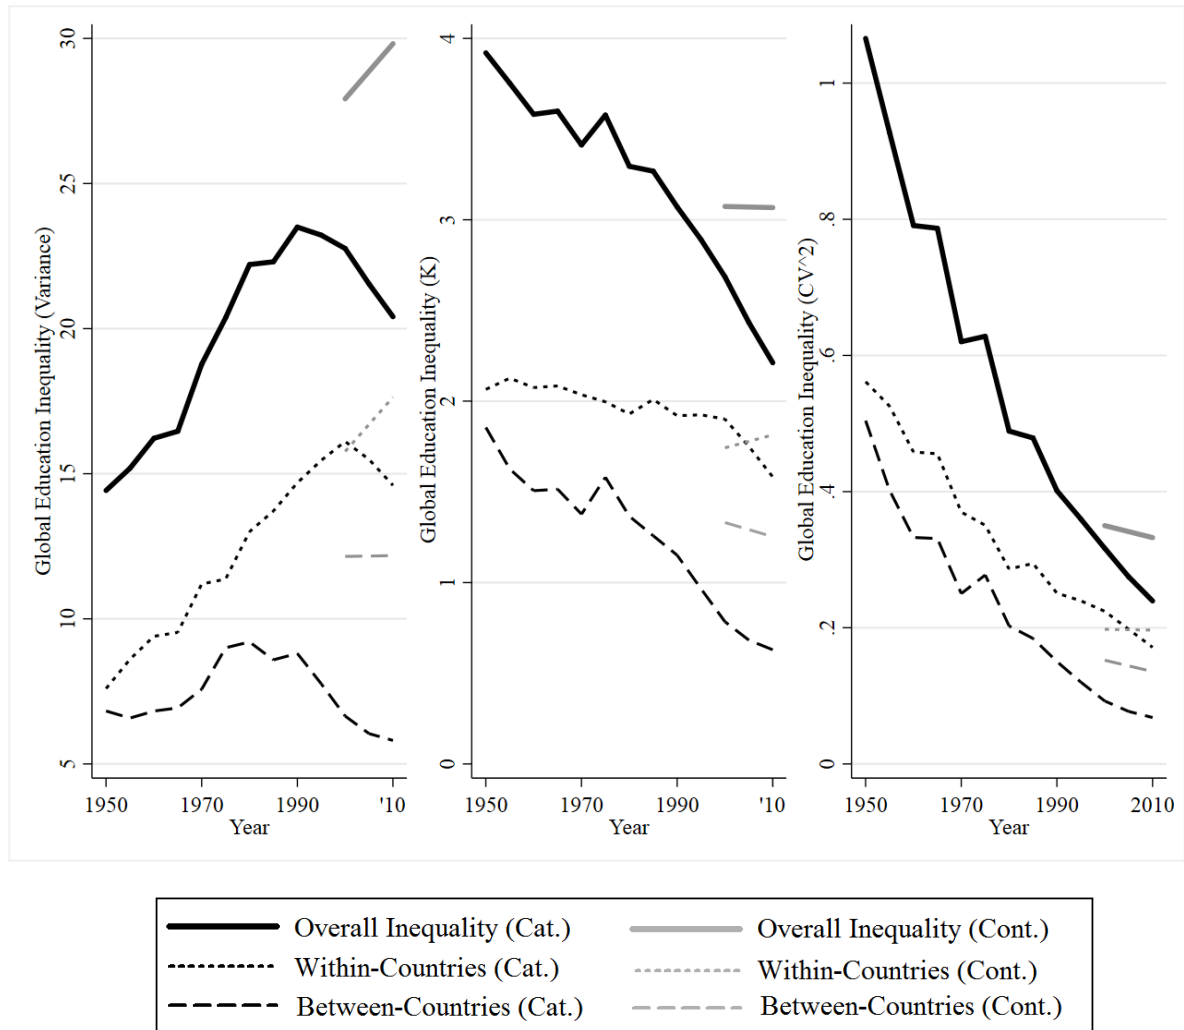 Global Education Inequality (Variance)
30
25
20
15
10
5
1950 1970 1990 '10
Year
Global Education Inequality (K)
4
3
2
1
0
1950 1970 1990 '10
Year
Global Education Inequality (CV^2)
1
.8
.6
.4
.2
0
1950 1970 1990 2010
Year
Overall Inequality (Cat.) Overall Inequality (Cont.)
Within-Countries (Cat.) Within-Countries (Cont.)
Between-Countries (Cat.) Between-Countries (Cont.)